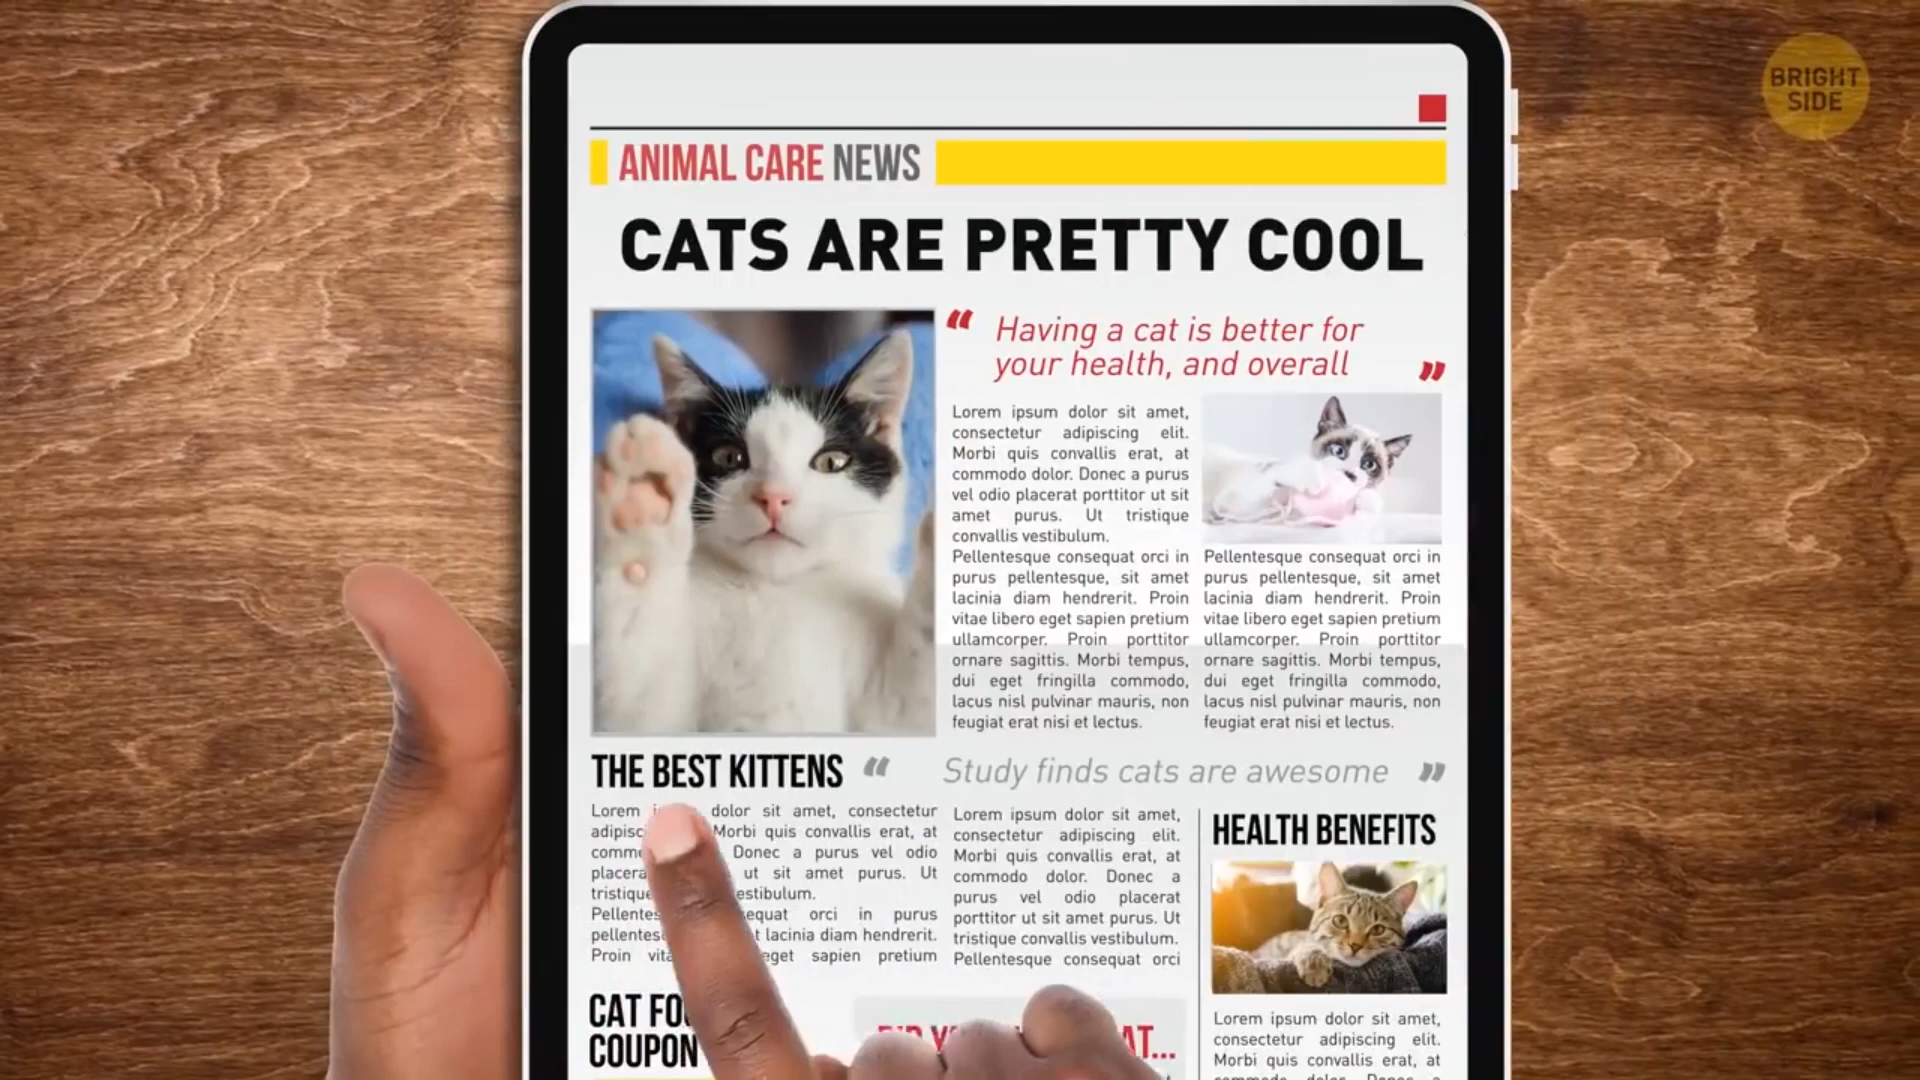 BRIGHT
SIDE
ANIMAL CARE NEWS
CATS ARE PRETTY COOL
“ Having a cat is better for
your health, and overall ”
Lorem ipsum dolor sit amet,
consectetur adipiscing elit.
Morbi quis convallis erat, at
commodo dolor. Donec a purus
vel odio placerat porttitor ut sit
amet purus. Ut tristique
convallis vestibulum.
Pellentesque consequat orci in
purus pellentesque, sit amet
lacinia diam hendrerit. Proin
vitae libero eget sapien pretium
ullamcorper. Proin porttitor
ornare sagittis. Morbi tempus,
dui eget fringilla commodo,
lacus nisl pulvinar mauris, non
feugiat erat nisi et lectus.
Pellentesque consequat orci in
purus pellentesque, sit amet
lacinia diam hendrerit. Proin
vitae libero eget sapien pretium
ullamcorper. Proin porttitor
ornare sagittis. Morbi tempus,
dui eget fringilla commodo,
lacus nisl pulvinar mauris, non
feugiat erat nisi et lectus.
THE BEST KITTENS
“ Study finds cats are awesome ”
Lorem dolor sit amet, consectetur
Morbi quis convallis erat, at
Donec a purus vel odio
ut sit amet purus. Ut
tristique
orci in purus
lacinia diam hendrerit.
Proin eget sapien pretium
Lorem ipsum dolor sit amet,
consectetur adipiscing elit.
Morbi quis convallis erat, at
commodo dolor. Donec a
purus vel odio placerat
porttitor ut sit amet purus. Ut
tristique convallis vestibulum.
Pellentesque consequat orci
HEALTH BENEFITS
Lorem ipsum dolor sit amet,
consectetur adipiscing elit.
Morbi quis convallis erat, at
CAT
COUPON